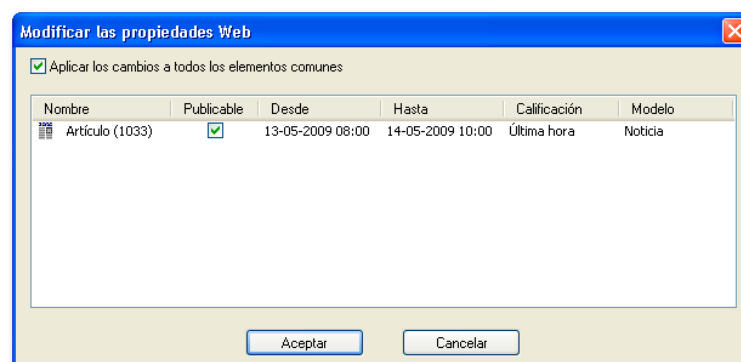 Modificar las propiedades Web
Aplicar los cambios a todos los elementos comunes
Nombre Publicable Desde Hasta Calificación Modelo
Artículo (1033) 13-05-2009 08:00 14-05-2009 10:00 Última hora Noticia
Aceptar Cancelar